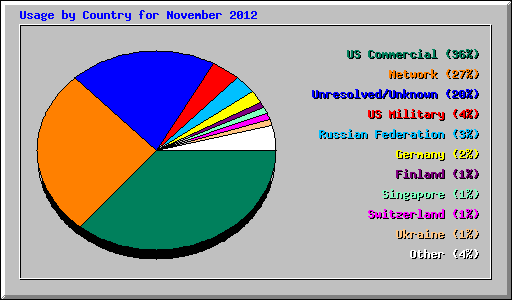 Usage by Country for November 2012
US Commercial (36%)
Network (27%)
Unresolved/Unknown (20%)
US Military (4%)
Russian Federation (3%)
Germany (2%)
Finland (1%)
Singapore (1%)
Switzerland (1%)
Ukraine (1%)
Other (4%)